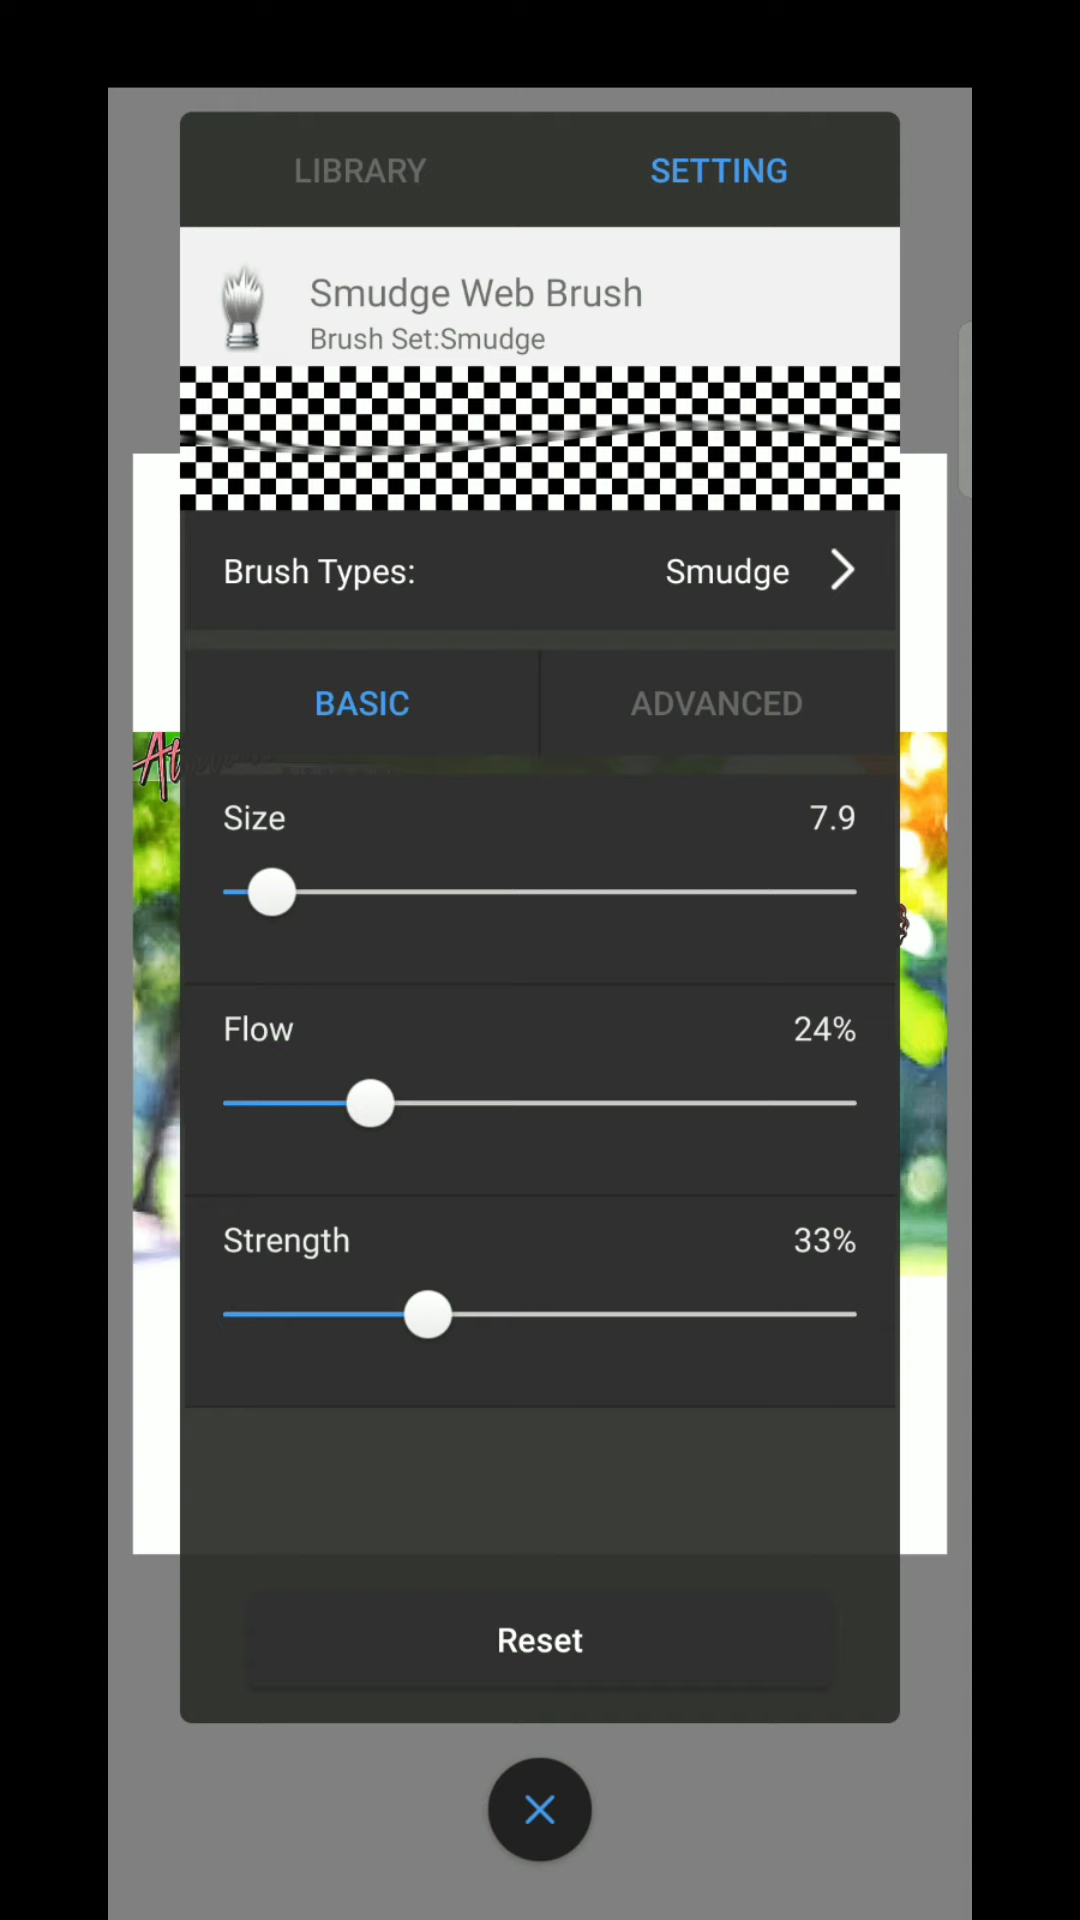 LIBRARY SETTING
Smudge Web Brush
Brush Set:Smudge
Brush Types: Smudge
BASIC ADVANCED
Size 7.9
Flow 24%
Strength 33%
Reset